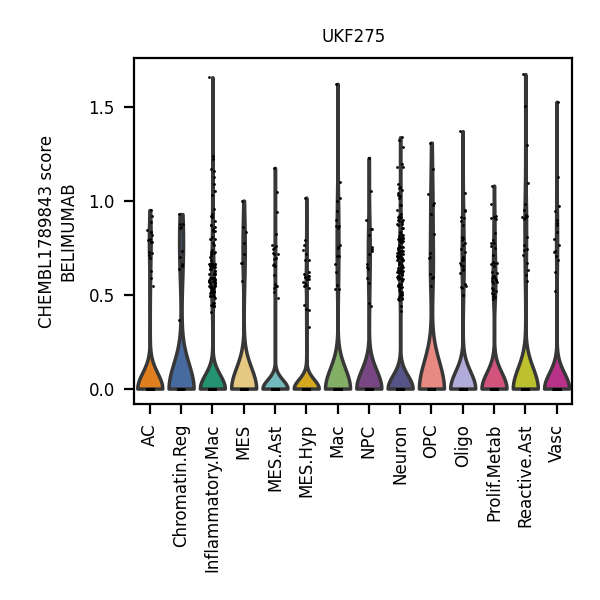 UKF275
CHEMBL1789843 score
BELIMUMAB
1.5
1.0
0.5
0.0
AC
Chromatin.Reg
Inflammatory.Mac
MES
MES.Ast
MES.Hyp
Mac
NPC
Neuron
OPC
Oligo
Prolif.Metab
Reactive.Ast
Vasc